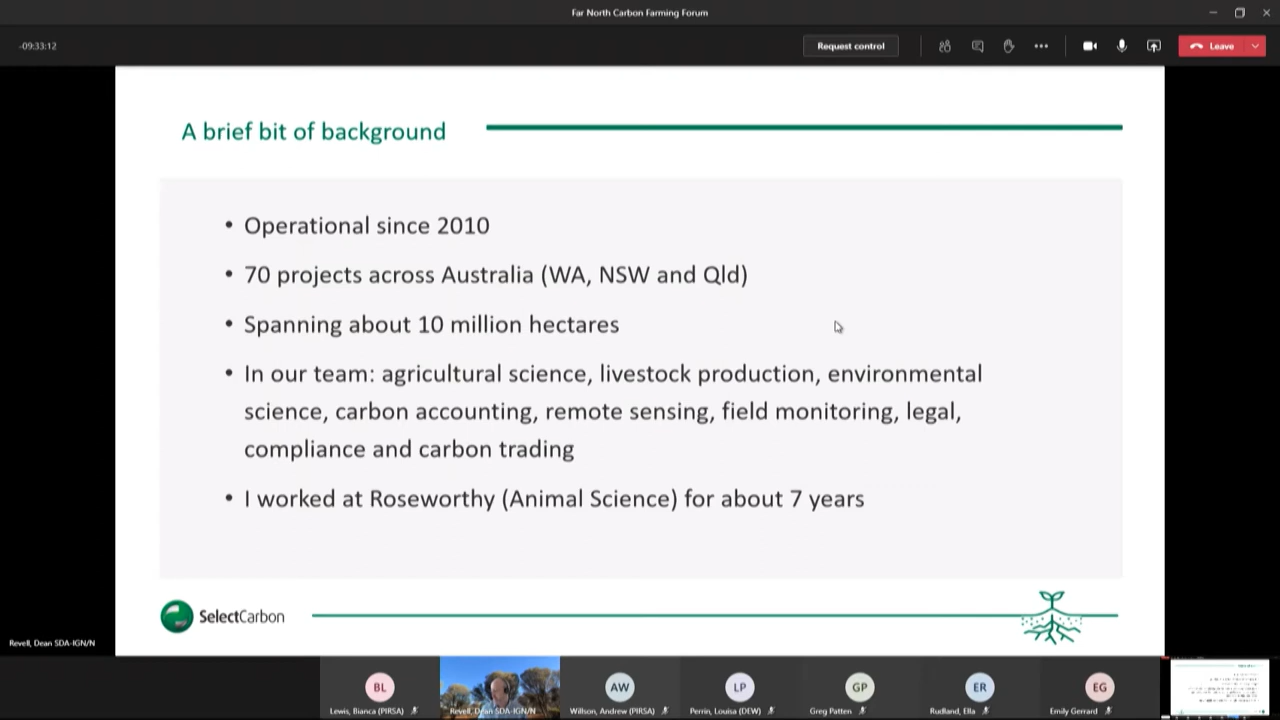 Far North Carbon Farming Forum
-09:33:12
Request control
Leave
A brief bit of background
• Operational since 2010
• 70 projects across Australia (WA, NSW and Qld)
• Spanning about 10 million hectares
• In our team: agricultural science, livestock production, environmental
science, carbon accounting, remote sensing, field monitoring, legal,
compliance and carbon trading
• I worked at Roseworthy (Animal Science) for about 7 years
SelectCarbon
Revell, Dean SDA-IGN/N
BL
AW
LP
GP
ER
EG
Lewis, Bianca (PIRSA)
Revell, Dean SDA-IGN/N
Willson, Andrew (PIRSA)
Perrin, Louisa (DEW)
Greg Patten
Rudland, Ella
Emily Gerrard